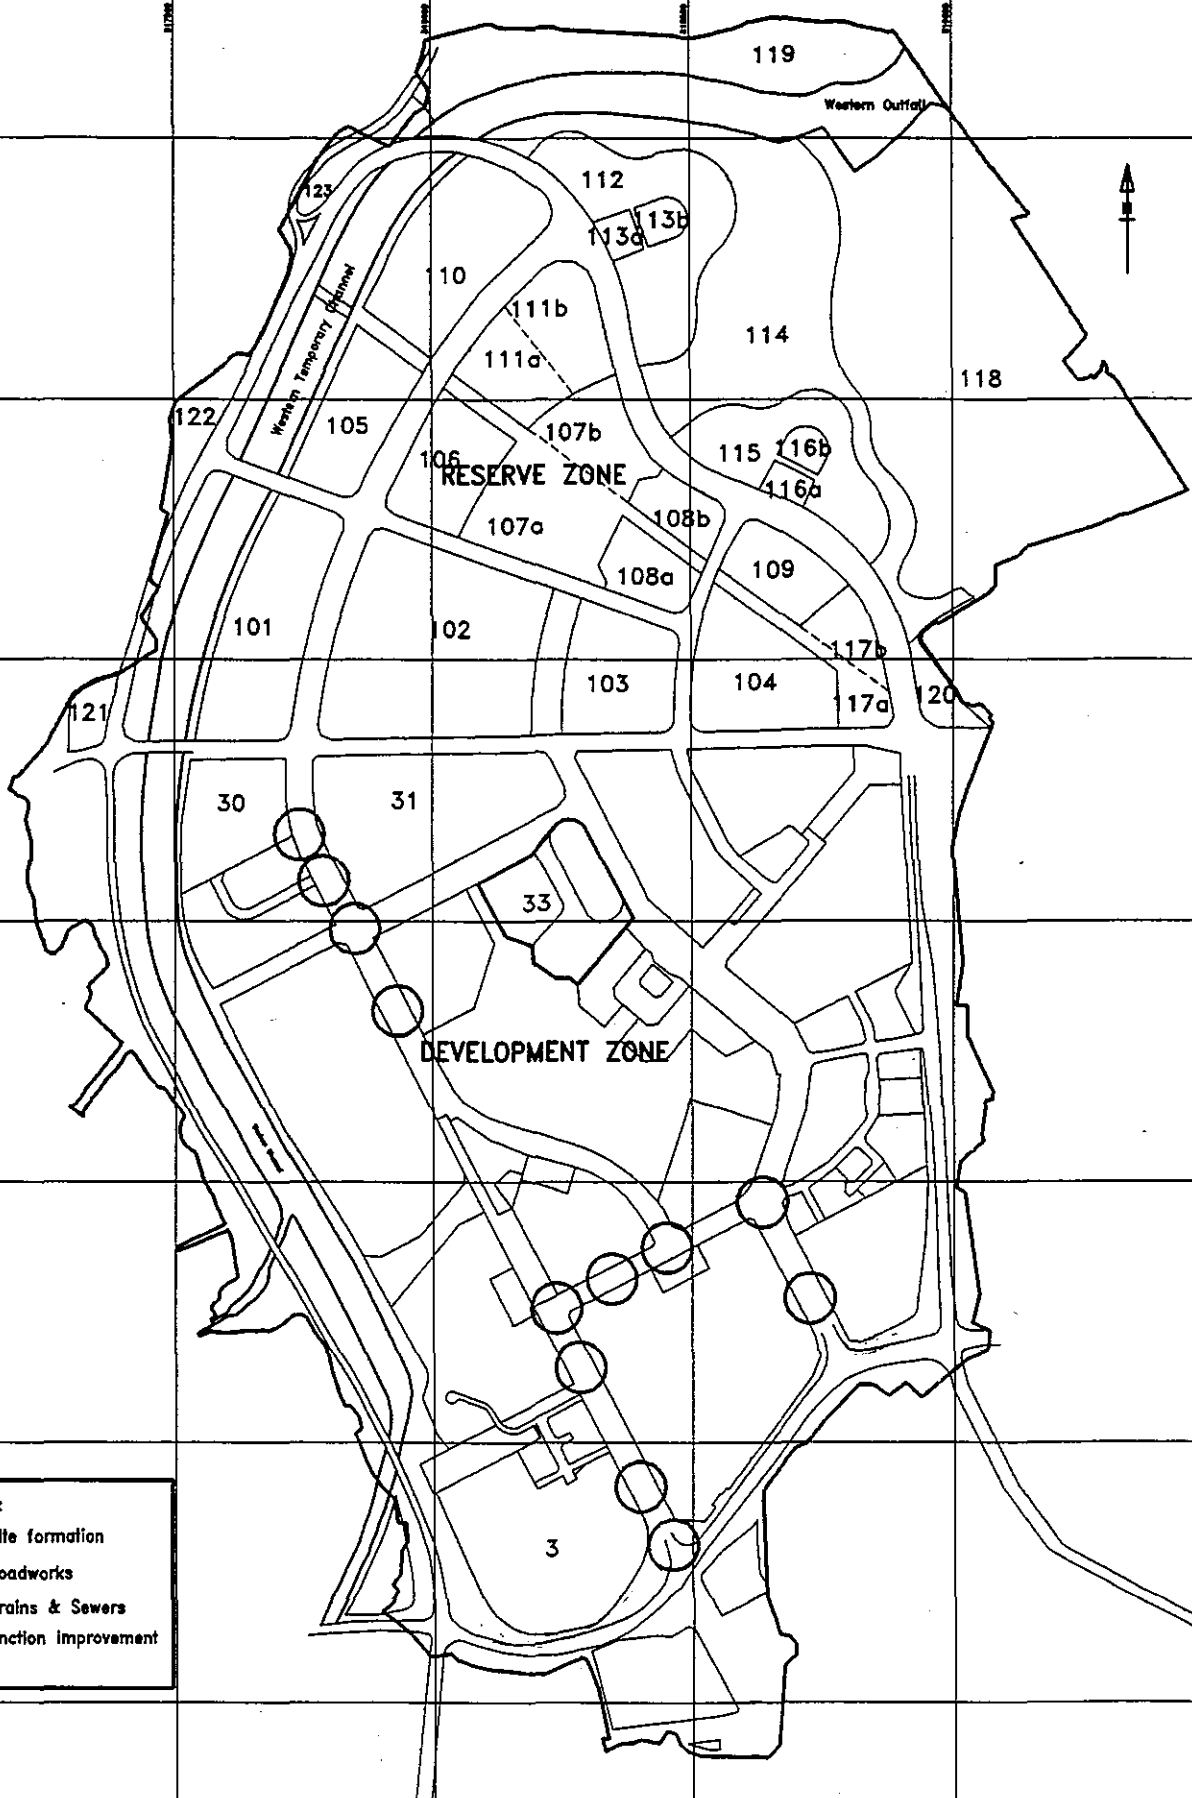 119
Western Outfall
112
123
113b
113a
110
111b
Western Temporary Channel
111a
114
118
122
105
107b
106
115
116b
RESERVE ZONE
116a
107a
108b
108a
109
101
102
117b
103
104
117a
120
121
30
31
33
DEVELOPMENT ZONE
3
ite formation
oadworks
rains & Sewers
nction improvement